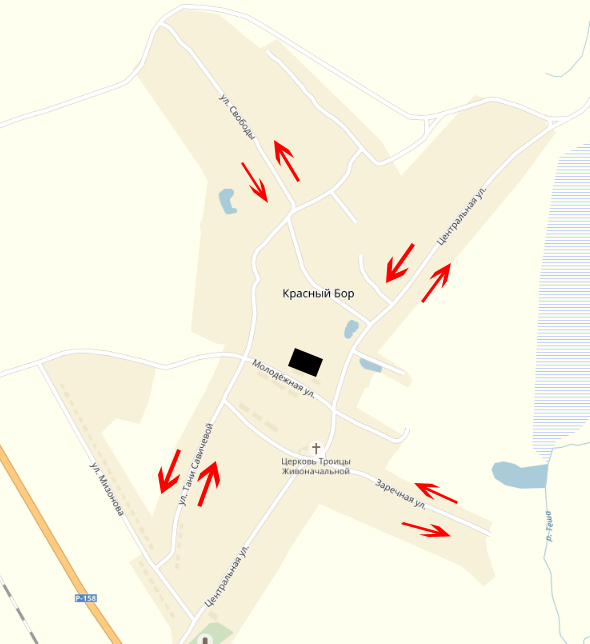 ул. Свободы
Центральная ул.
Красный Бор
Молодёжная ул.
ул. Тани Савичевой
Церковь Троицы
Живоначальной
ул. Мизонова
Заречная ул.
р. Тёша
Центральная ул.
Р-158